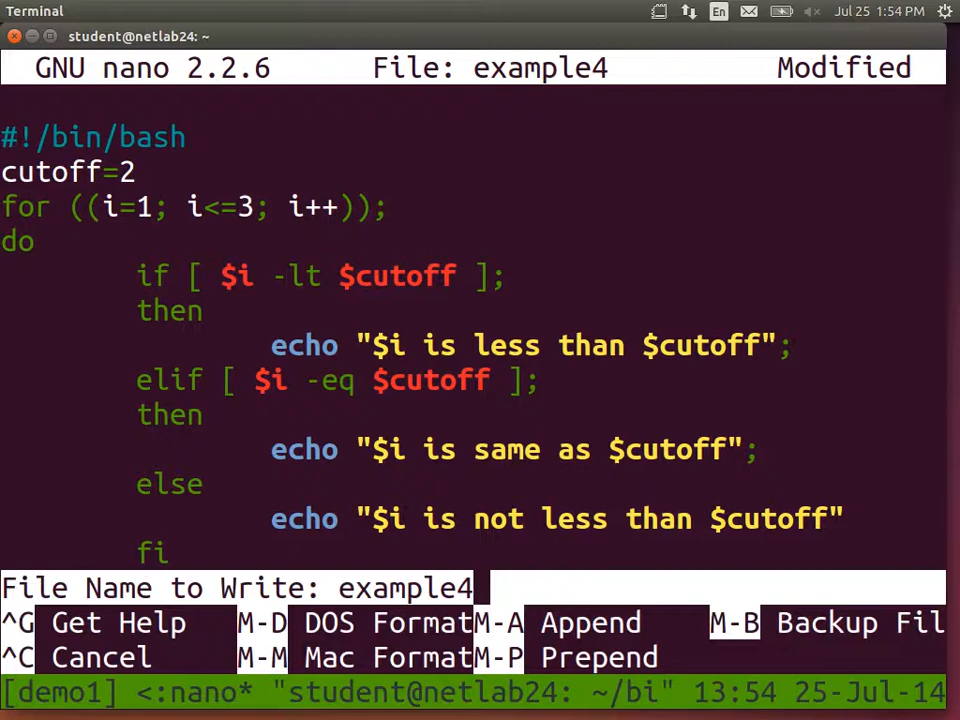 Terminal En Jul 25 1:54 PM
student@netlab24: ~
GNU nano 2.2.6 File: example4 Modified
#!/bin/bash
cutoff=2
for ((i=1; i<=3; i++));
do
if [ $i -lt $cutoff ];
then
echo "$i is less than $cutoff";
elif [ $i -eq $cutoff ];
then
echo "$i is same as $cutoff";
else
echo "$i is not less than $cutoff"
fi
File Name to Write: example4
^G Get Help M-D DOS Format M-A Append M-B Backup Fil
^C Cancel M-M Mac Format M-P Prepend
[demo1] <:nano* "student@netlab24: ~/bi" 13:54 25-Jul-14